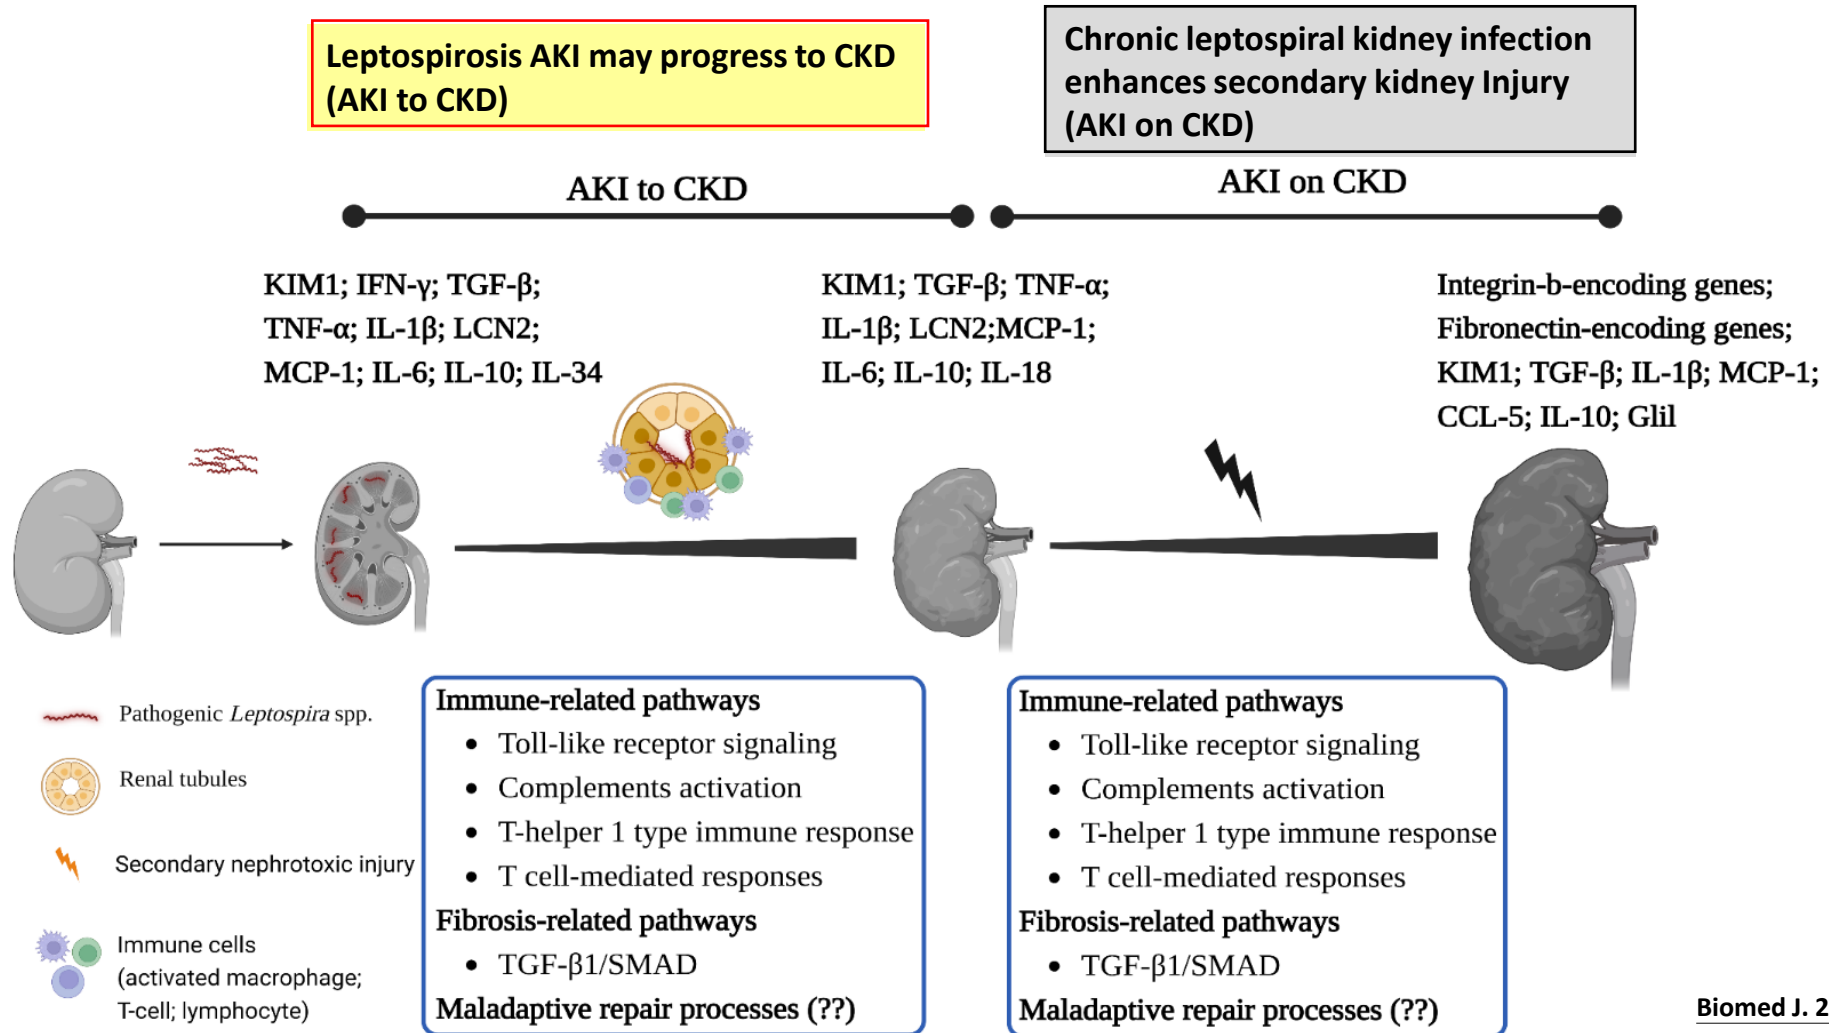 Leptospirosis AKI may progress to CKD
(AKI to CKD)
Chronic leptospiral kidney infection
enhances secondary kidney Injury
(AKI on CKD)
AKI to CKD
AKI on CKD
KIM1; IFN-γ; TGF-β;
TNF-α; IL-1β; LCN2;
MCP-1; IL-6; IL-10; IL-34
KIM1; TGF-β; TNF-α;
IL-1β; LCN2;MCP-1;
IL-6; IL-10; IL-18
Integrin-b-encoding genes;
Fibronectin-encoding genes;
KIM1; TGF-β; IL-1β; MCP-1;
CCL-5; IL-10; Glil
Pathogenic Leptospira spp.
Renal tubules
Secondary nephrotoxic injury
Immune cells
(activated macrophage;
T-cell; lymphocyte)
Immune-related pathways
• Toll-like receptor signaling
• Complements activation
• T-helper 1 type immune response
• T cell-mediated responses
Fibrosis-related pathways
• TGF-β1/SMAD
Maladaptive repair processes (??)
Immune-related pathways
• Toll-like receptor signaling
• Complements activation
• T-helper 1 type immune response
• T cell-mediated responses
Fibrosis-related pathways
• TGF-β1/SMAD
Maladaptive repair processes (??)
Biomed J. 2